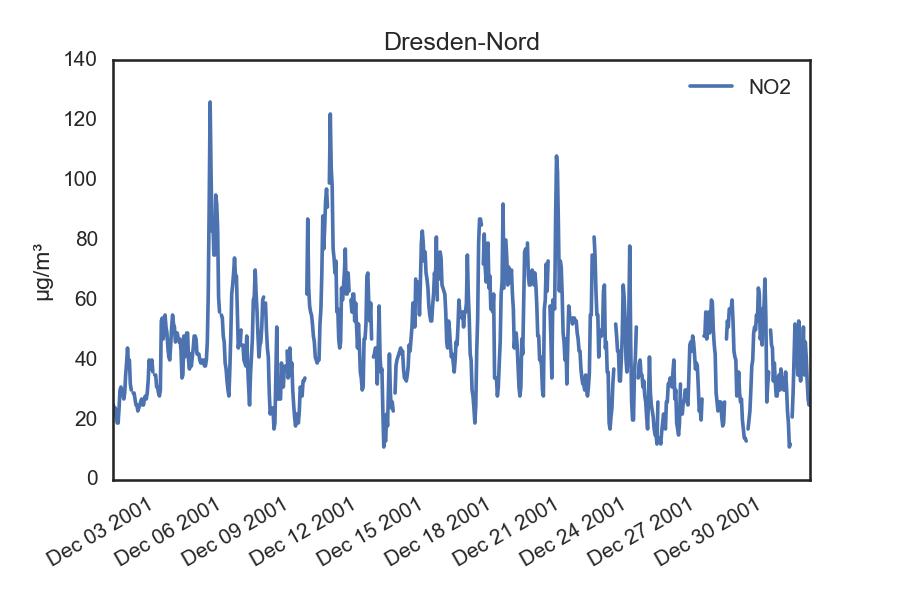 Dresden-Nord
NO2
µg/m³
140
120
100
80
60
40
20
0
Dec 03 2001
Dec 06 2001
Dec 09 2001
Dec 12 2001
Dec 15 2001
Dec 18 2001
Dec 21 2001
Dec 24 2001
Dec 27 2001
Dec 30 2001